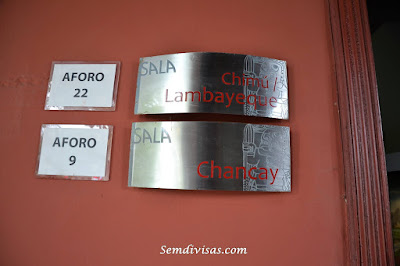 AFORO
22
SALA
Chimú /
Lambayeque
AFORO
9
SALA
Chancay
Semdivisas.com